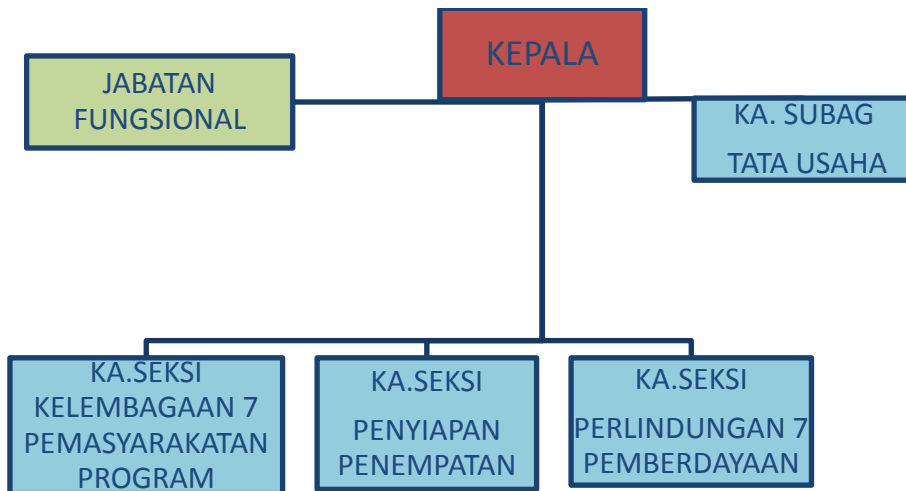 KEPALA
JABATAN
FUNGSIONAL
KA. SUBAG
TATA USAHA
KA.SEKSI
KELEMBAGAAN 7
PEMASYARAKATAN
PROGRAM
KA.SEKSI
PENYIAPAN
PENEMPATAN
KA.SEKSI
PERLINDUNGAN 7
PEMBERDAYAAN